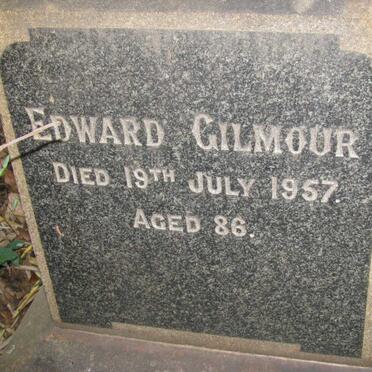 EDWARD GILMOUR
DIED 19TH JULY 1957
AGED 86.